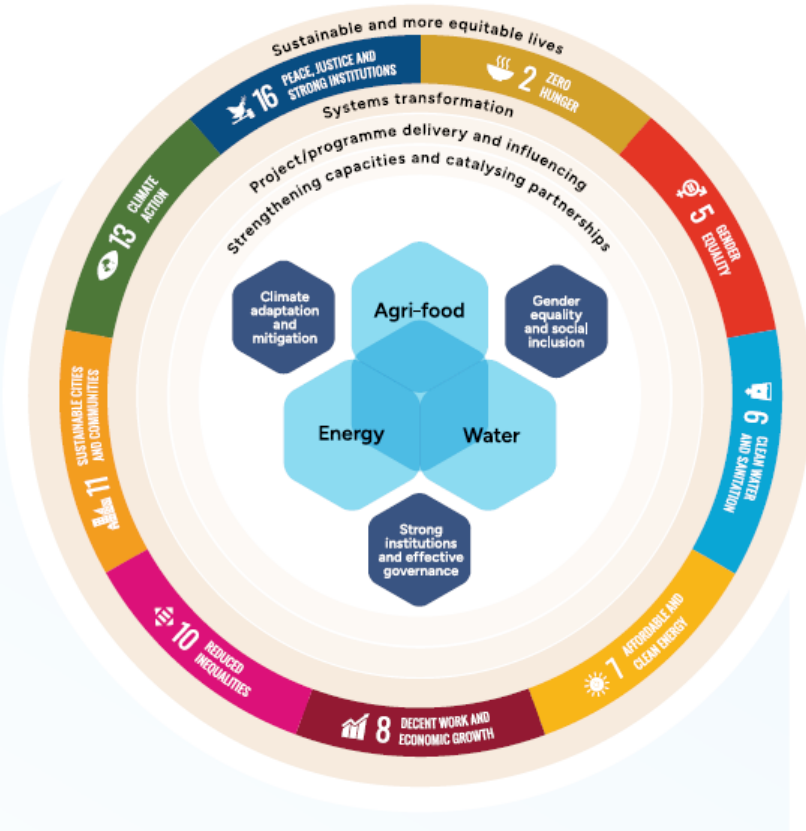 Sustainable and more equitable lives
16 PEACE, JUSTICE AND
STRONG INSTITUTIONS
2 ZERO
HUNGER
Systems transformation
Project/programme delivery and influencing
Strengthening capacities and catalysing partnerships
13 CLIMATE
ACTION
5 GENDER
EQUALITY
Climate
adaptation
and
mitigation
Agri-food
Gender
equality
and social
inclusion
11 SUSTAINABLE CITIES
AND COMMUNITIES
Energy
Water
6 CLEAN WATER
AND SANITATION
Strong
institutions
and effective
governance
10 REDUCED
INEQUALITIES
7 AFFORDABLE AND
CLEAN ENERGY
8 DECENT WORK AND
ECONOMIC GROWTH